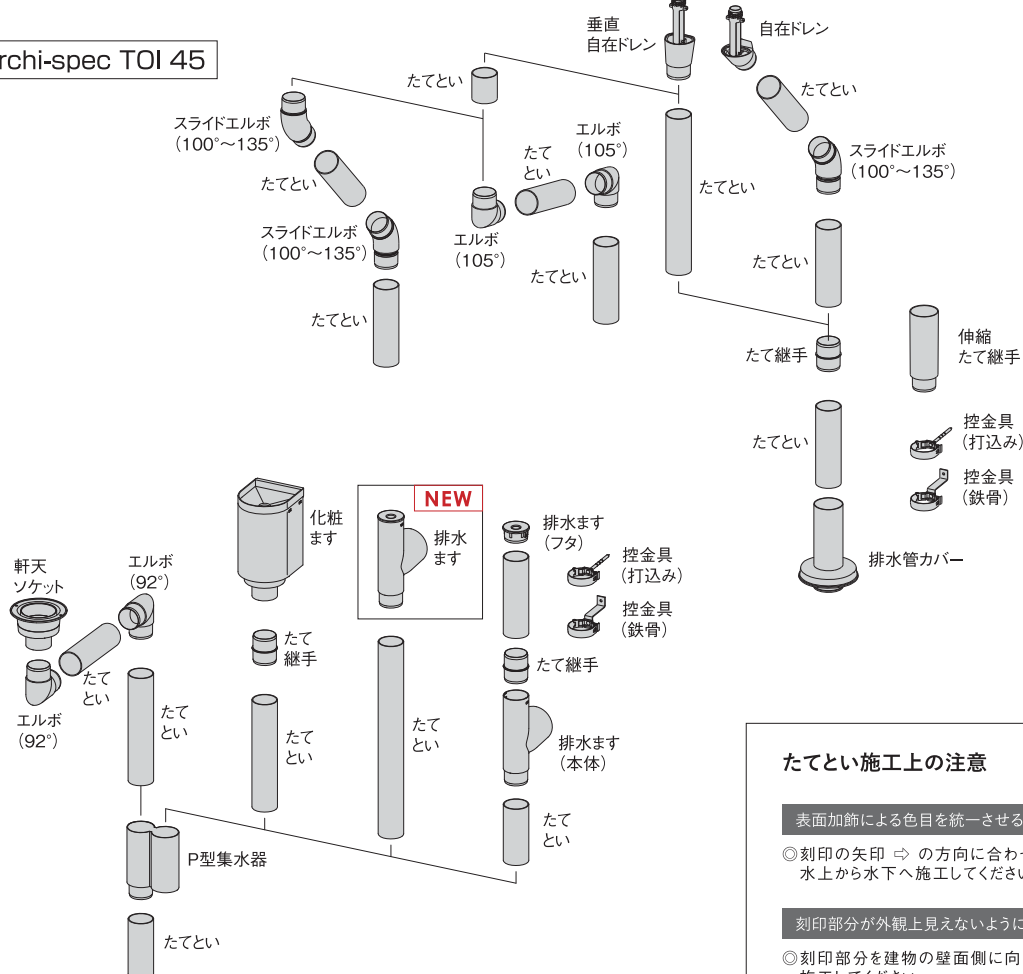 rchi-spec TOI 45
垂直
自在ドレン
自在ドレン
たてとい
たてとい
スライドエルボ
(100°〜135°)
たてとい
スライドエルボ
(100°〜135°)
たてとい
たて
とい
エルボ
(105°)
エルボ
(105°)
たてとい
たてとい
スライドエルボ
(100°〜135°)
たてとい
たて継手
たてとい
伸縮
たて継手
控金具
(打込み)
控金具
(鉄骨)
排水管カバー
軒天
ソケット
エルボ
(92°)
たて
とい
エルボ
(92°)
たて
とい
P型集水器
たてとい
化粧
ます
たて
継手
たて
とい
NEW
排水
ます
たて
とい
排水ます
(フタ)
控金具
(打込み)
控金具
(鉄骨)
たて継手
排水ます
(本体)
たて
とい
たてとい施工上の注意
表面加飾による色目を統一させる
◎刻印の矢印 ⇨ の方向に合わ
水上から水下へ施工してください
刻印部分が外観上見えないように
◎刻印部分を建物の壁面側に向